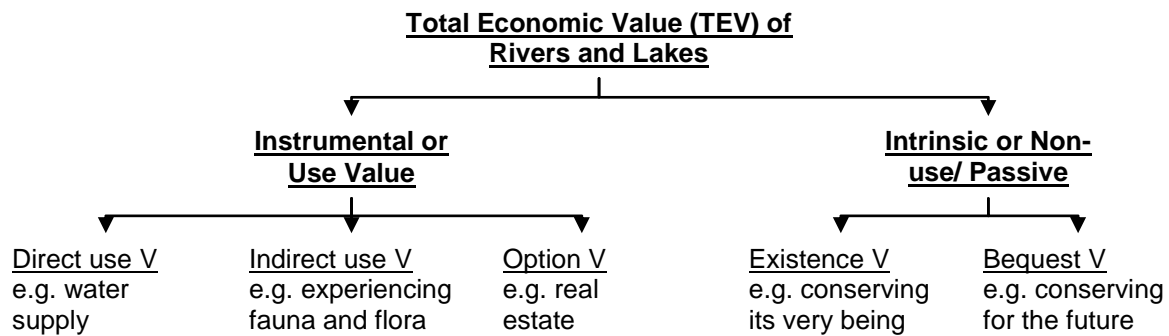 Total Economic Value (TEV) of
Rivers and Lakes
Instrumental or
Use Value
Intrinsic or Non-
use/ Passive
Direct use V
e.g. water
supply
Indirect use V
e.g. experiencing
fauna and flora
Option V
e.g. real
estate
Existence V
e.g. conserving
its very being
Bequest V
e.g. conserving
for the future